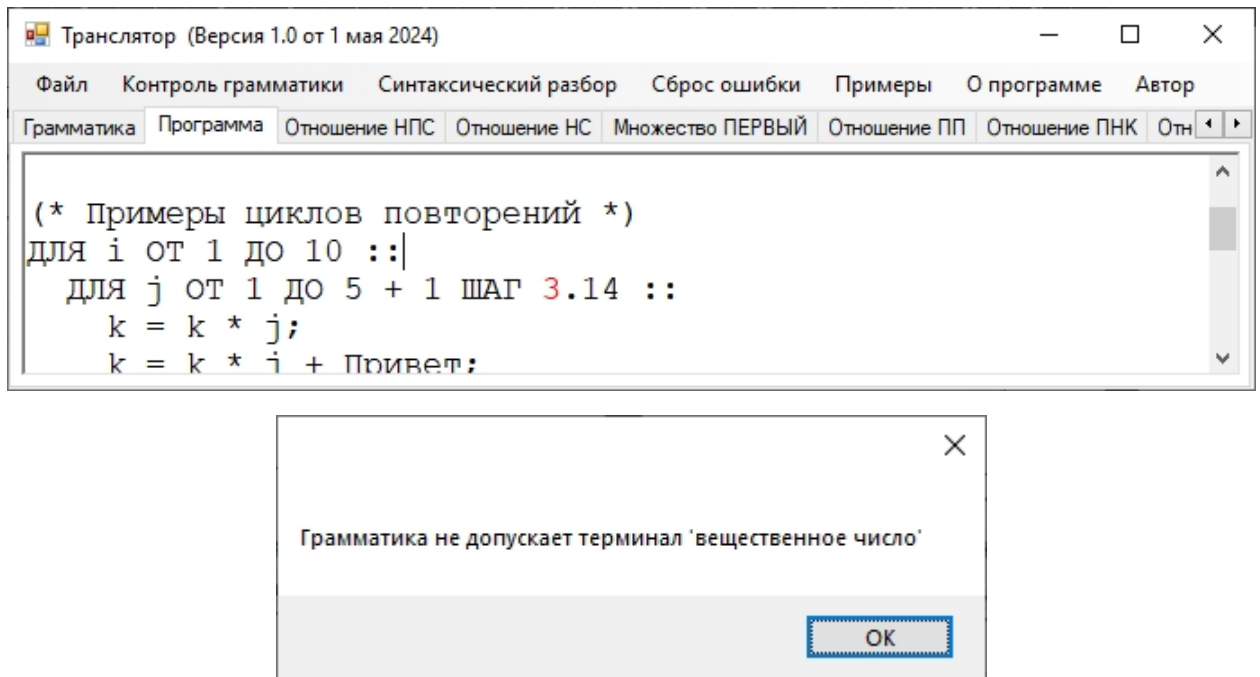 Транслятор (Версия 1.0 от 1 мая 2024)
Файл Контроль грамматики Синтаксический разбор Сброс ошибки Примеры О программе Автор
Грамматика Программа Отношение НПС Отношение НС Множество ПЕРВЫЙ Отношение ПП Отношение ПНК Отн
(* Примеры циклов повторений *)
ДЛЯ i ОТ 1 ДО 10 ::
ДЛЯ j ОТ 1 ДО 5 + 1 ШАГ 3.14 ::
k = k * j;
k = k * j + Привет;
Грамматика не допускает терминал 'вещественное число'
OK